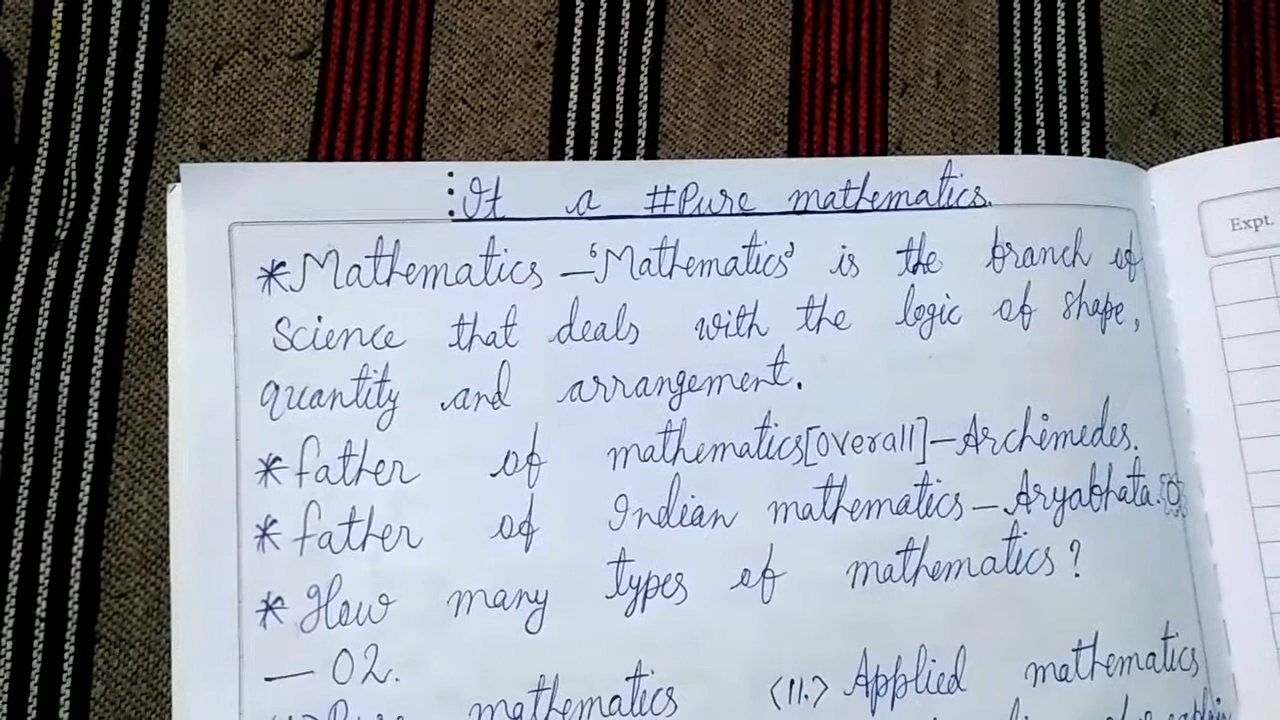 :It a #Pure mathematics.
Expt.
*Mathematics –‘Mathematics’ is the branch of
science that deals with the logic of shape,
quantity and arrangement.
*father of mathematics[overall]–Archimedes.
*father of Indian mathematics–Aryabhata.
*How many types of mathematics?
— 02.
Pure mathematics (11.) Applied mathematics